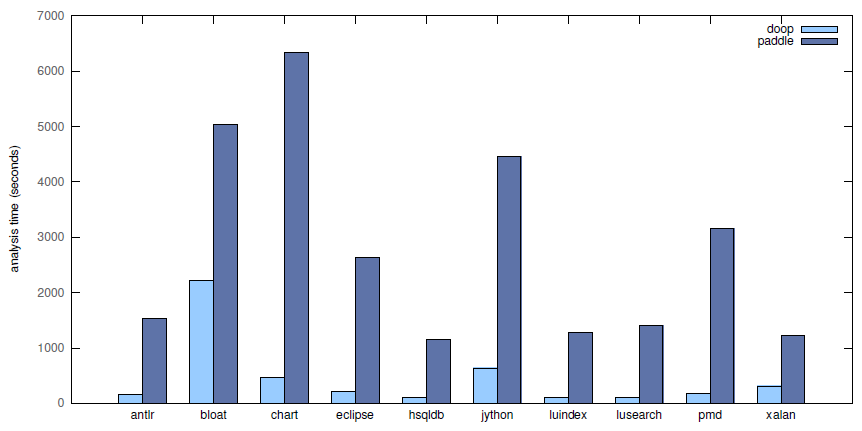 7000
6000
5000
4000
3000
2000
1000
0
analysis time (seconds)
doop
paddle
antlr bloat chart eclipse hsqldb jython luindex lusearch pmd xalan